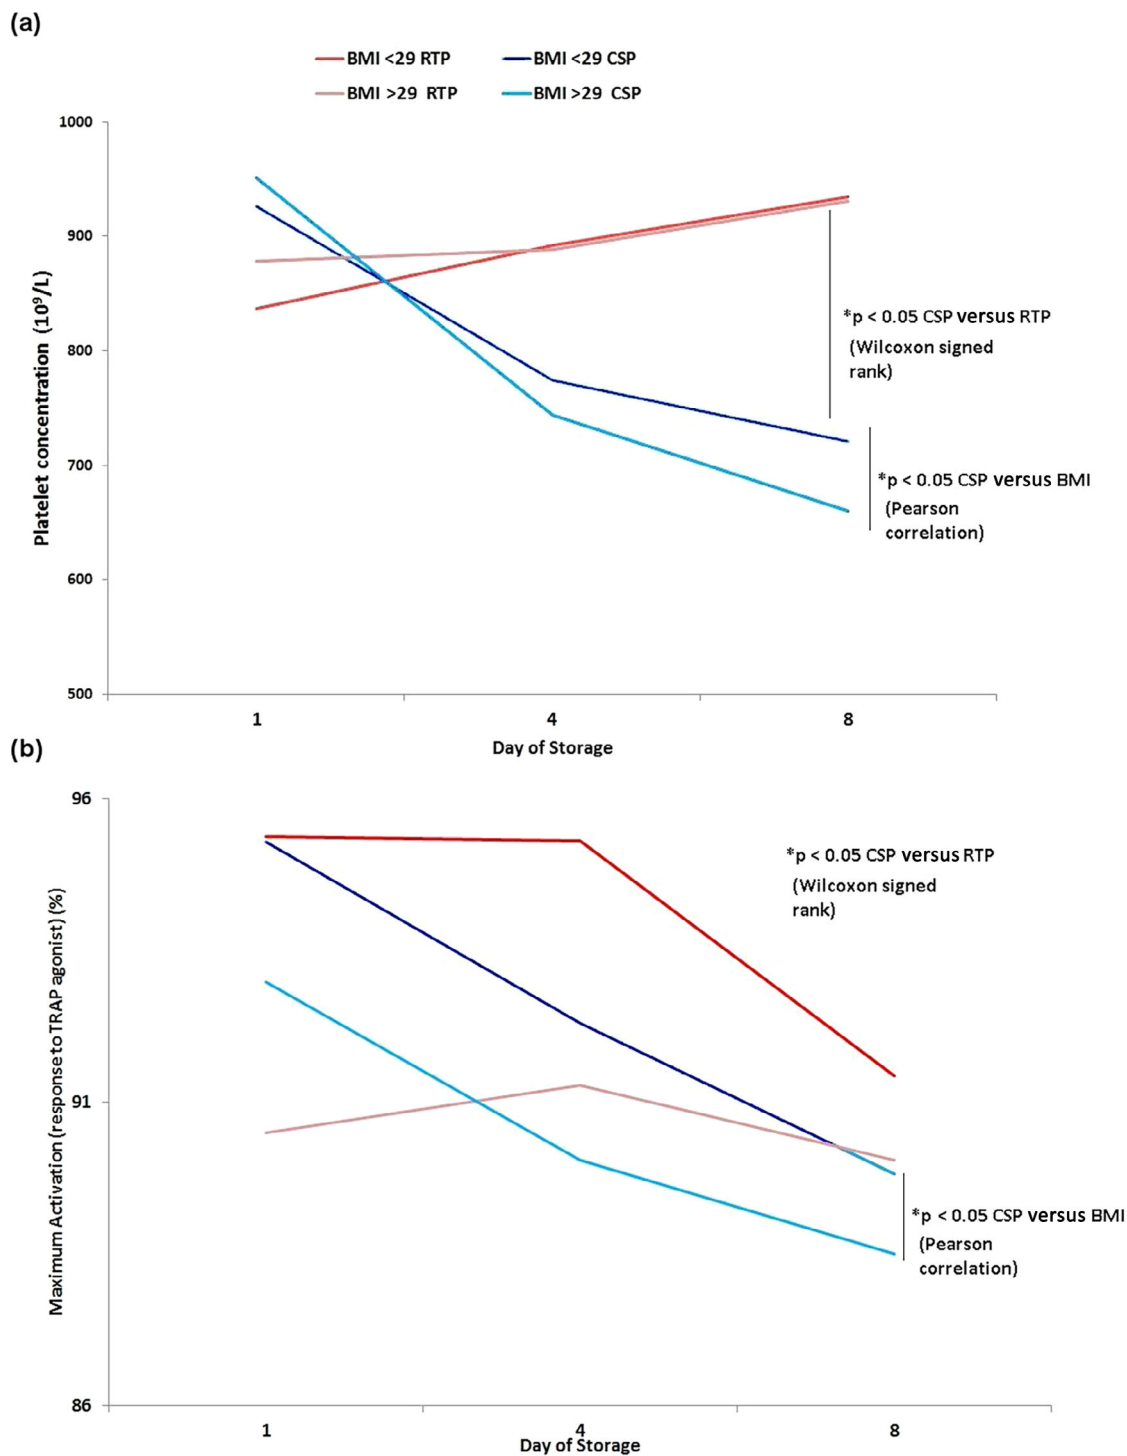 (a)
BMI <29 RTP
BMI <29 CSP
BMI >29 RTP
BMI >29 CSP
1000
900
800
700
600
500
Platelet concentration (10⁹/L)
*p < 0.05 CSP versus RTP
(Wilcoxon signed
rank)
*p < 0.05 CSP versus BMI
(Pearson
correlation)
1
4
8
Day of Storage
(b)
96
91
86
Maximum Activation (response to TRAP agonist) (%)
*p < 0.05 CSP versus RTP
(Wilcoxon signed
rank)
*p < 0.05 CSP versus BMI
(Pearson
correlation)
1
4
8
Day of Storage